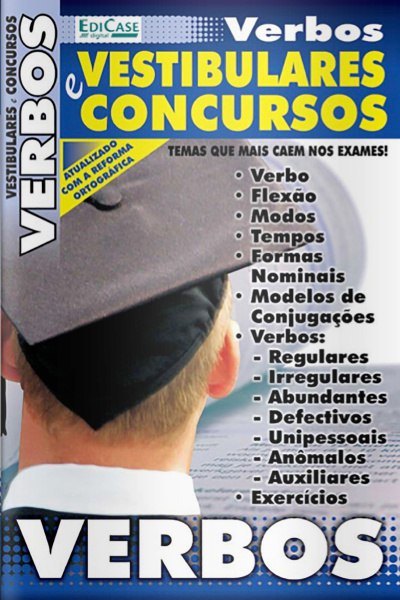 VESTIBULARES e CONCURSOS
VERBOS
EDICASE
digital
Verbos
e VESTIBULARES
CONCURSOS
TEMAS QUE MAIS CAEM NOS EXAMES!
ATUALIZADO
COM A REFORMA
ORTOGRÁFICA
• Verbo
• Flexão
• Modos
• Tempos
• Formas
Nominais
• Modelos de
Conjugações
• Verbos:
- Regulares
- Irregulares
- Abundantes
- Defectivos
- Unipessoais
- Anômalos
- Auxiliares
• Exercícios
VERBOS